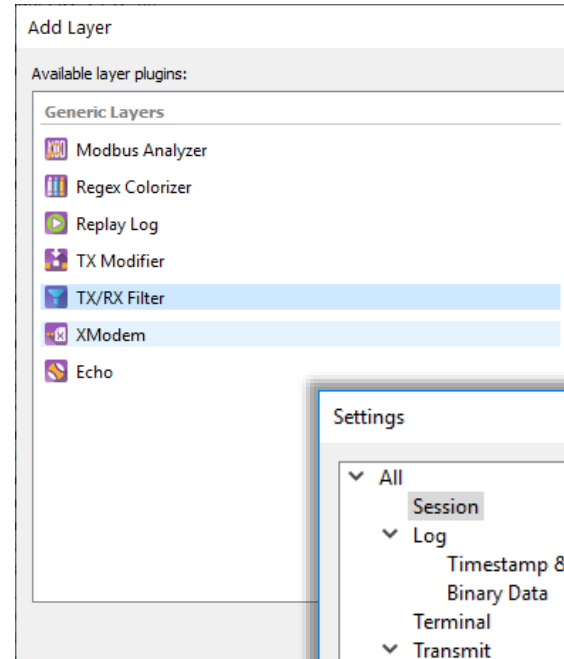 Add Layer
Available layer plugins:
Generic Layers
Modbus Analyzer
Regex Colorizer
Replay Log
TX Modifier
TX/RX Filter
XModem
Echo
Settings
All
Session
Log
Timestamp &
Binary Data
Terminal
Transmit